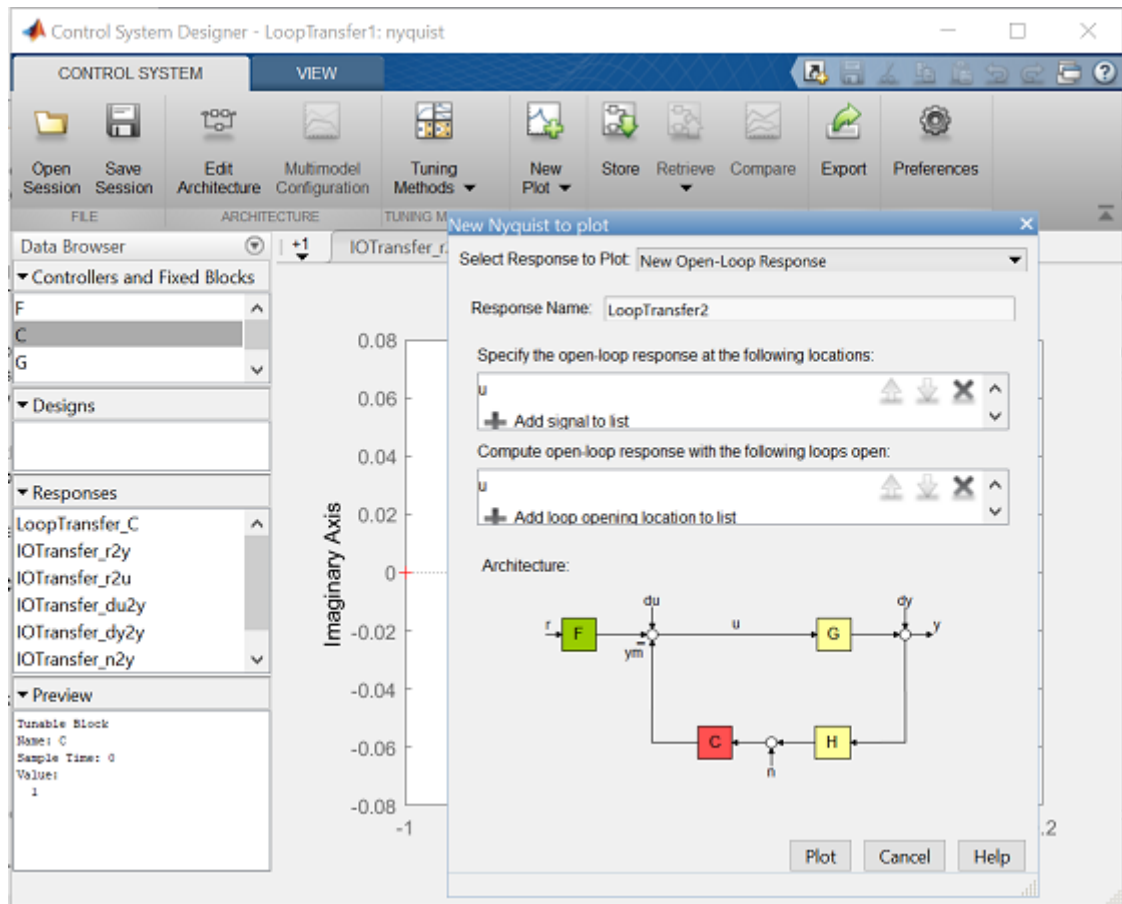 Control System Designer - LoopTransfer1: nyquist
CONTROL SYSTEM
VIEW
Open Session
Save Session
Edit Architecture
Multimodel Configuration
Tuning Methods
New Plot
Store
Retrieve
Compare
Export
Preferences
FILE
ARCHITECTURE
TUNING M
Data Browser
Controllers and Fixed Blocks
F
C
G
Designs
Responses
LoopTransfer_C
IOTransfer_r2y
IOTransfer_r2u
IOTransfer_du2y
IOTransfer_dy2y
IOTransfer_n2y
Preview
Tunable Block
Name: C
Sample Time: 0
Value:
1
+1
IOTransfer_r
Imaginary Axis
0.08
0.06
0.04
0.02
0
-0.02
-0.04
-0.06
-0.08
-1
.2
New Nyquist to plot
Select Response to Plot: New Open-Loop Response
Response Name: LoopTransfer2
Specify the open-loop response at the following locations:
u
Add signal to list
Compute open-loop response with the following loops open:
u
Add loop opening location to list
Architecture:
du
dy
r
F
u
G
y
ym
C
H
n
Plot
Cancel
Help